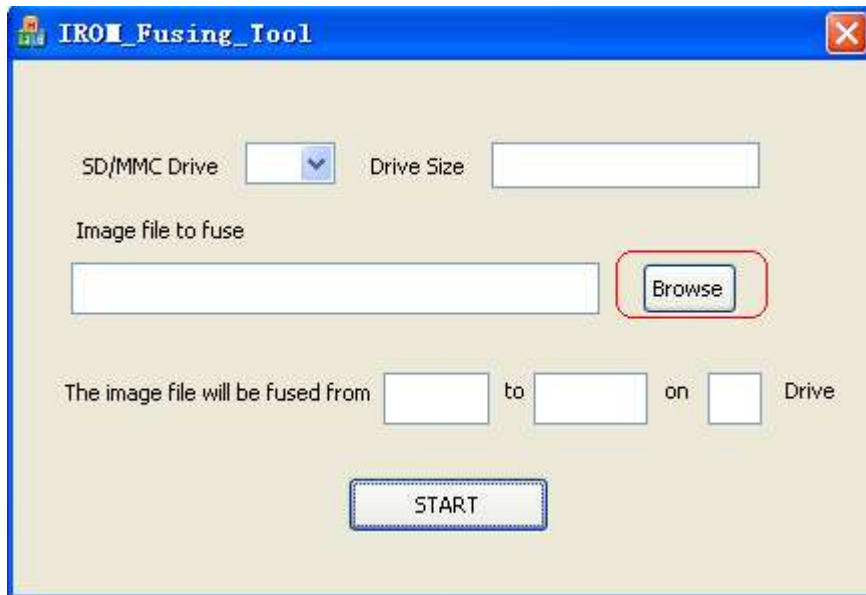 IROM_Fusing_Tool
SD/MMC Drive Drive Size
Image file to fuse
Browse
The image file will be fused from to on Drive
START